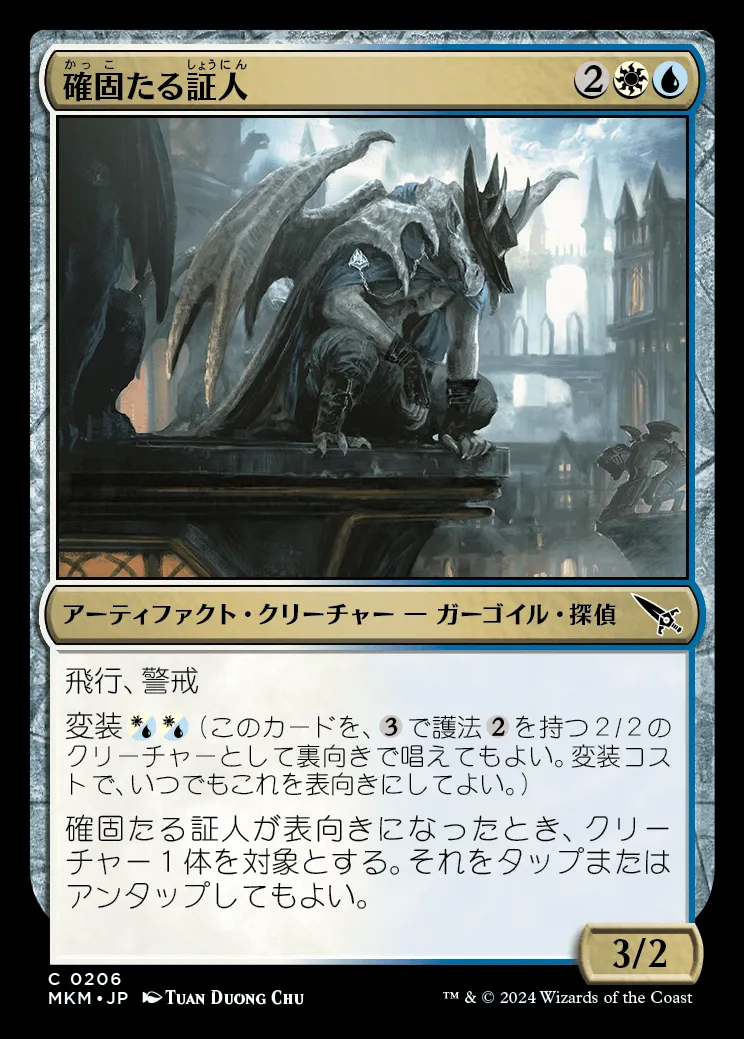 かっこ しょうにん
確固たる証人 2
アーティファクト・クリーチャー — ガーゴイル・探偵
飛行、警戒
変装 (このカードを、3で護法2を持つ2/2の
クリーチャーとして裏向きで唱えてもよい。変装コス
トで、いつでもこれを表向きにしてよい。)
確固たる証人が表向きになったとき、クリー
チャー1体を対象とする。それをタップまたは
アンタップしてもよい。
3/2
C 0206
MKM • JP Tuan Duong Chu
™ & © 2024 Wizards of the Coast